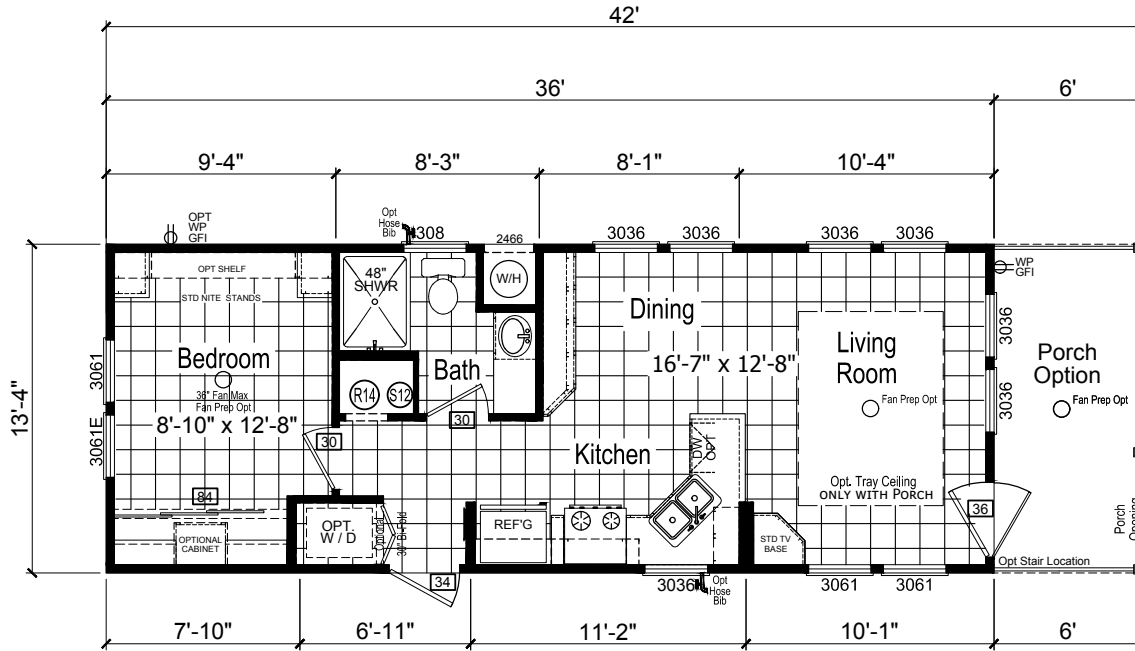 42'
36'
6'
9'-4"
8'-3"
8'-1"
10'-4"
OPT
WP
GFI
Opt
Hose
Bib
308
2466
3036
3036
3036
3036
OPT SHELF
STD NITE STANDS
48"
SHWR
W/H
WP
GFI
Dining
3036
Bedroom
36" Fan Max
Fan Prep Opt
8'-10" x 12'-8"
3061
3061E
13'-4"
Bath
R14
S12
30
30
16'-7" x 12'-8"
Living
Room
Fan Prep Opt
3036
Porch
Option
Fan Prep Opt
Kitchen
DW
OPT
Opt. Tray Ceiling
ONLY WITH PORCH
84
OPTIONAL
CABINET
OPT.
W / D
Optional
30" Bi-Fold
REF'G
STD TV
BASE
36
Porch
Opening
Opt Stair Location
34
3036
Opt
Hose
Bib
3061
3061
7'-10"
6'-11"
11'-2"
10'-1"
6'